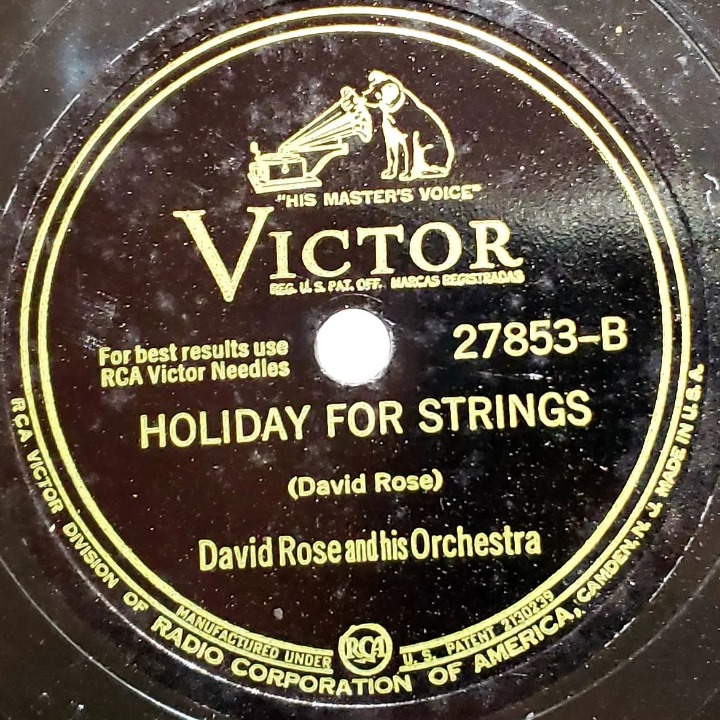 "HIS MASTER'S VOICE"
VICTOR
REG. U. S. PAT. OFF. MARCAS REGISTRADAS
For best results use
RCA Victor Needles
27853-B
HOLIDAY FOR STRINGS
(David Rose)
David Rose and his Orchestra
MANUFACTURED UNDER RCA U. S. PATENT 2130239
RCA VICTOR DIVISION OF RADIO CORPORATION OF AMERICA, CAMDEN, N. J. MADE IN U.S.A.